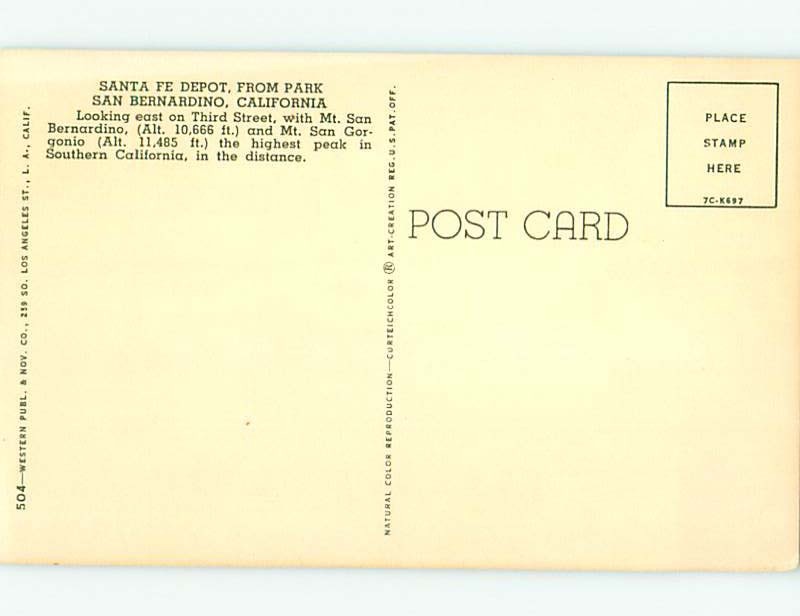 SANTA FE DEPOT, FROM PARK
SAN BERNARDINO, CALIFORNIA
Looking east on Third Street, with Mt. San
Bernardino, (Alt. 10,666 ft.) and Mt. San Gor-
gonio (Alt. 11,485 ft.) the highest peak in
Southern California, in the distance.
504—WESTERN PUBL. & NOV. CO., 259 SO. LOS ANGELES ST., L. A., CALIF.
NATURAL COLOR REPRODUCTION—CURTEICHCOLOR ® ART-CREATION REG. U.S. PAT. OFF.
POST CARD
PLACE
STAMP
HERE
7C-K697